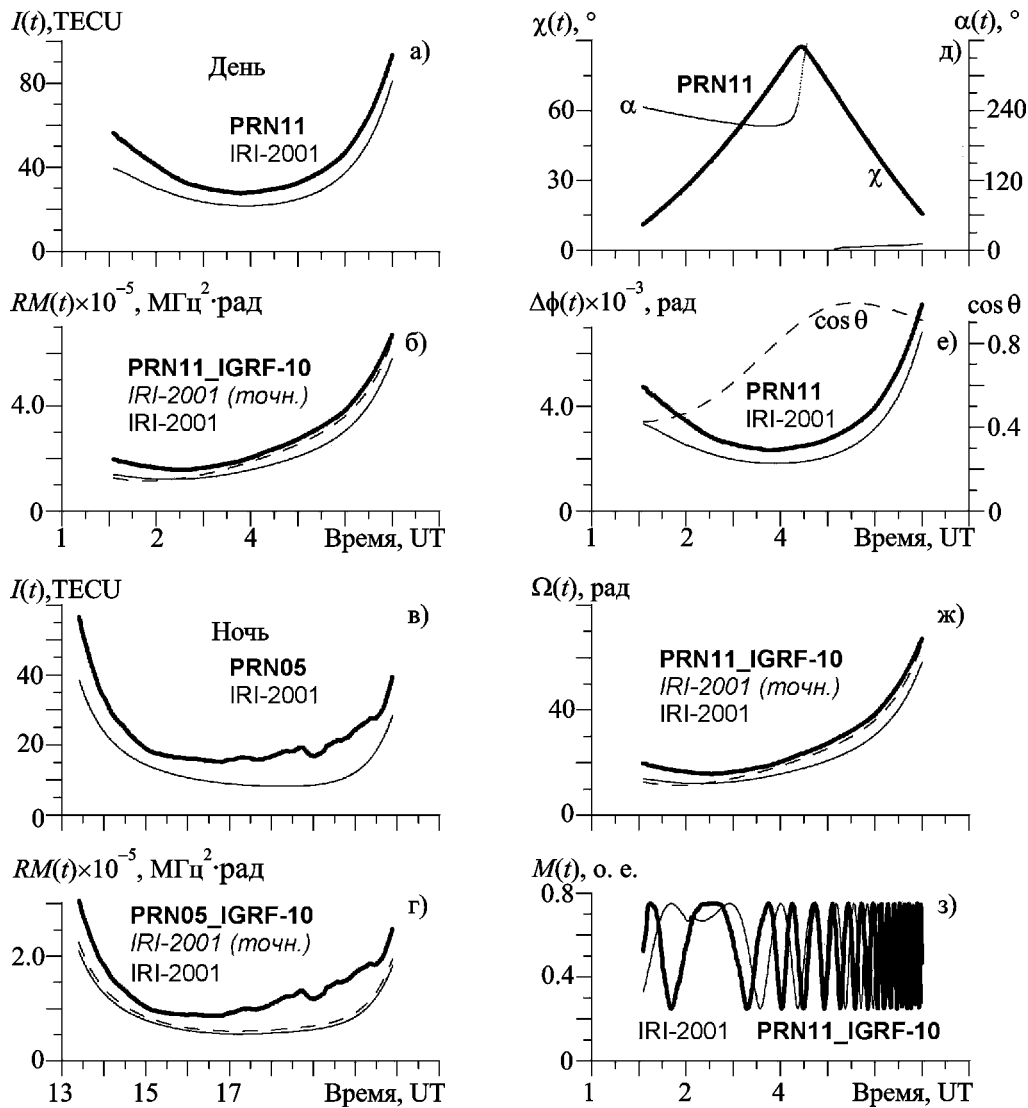 I(t),TECU
а)
День
80
PRN11
IRI-2001
40
0
χ(t), °
α(t), °
д)
PRN11
60
α
240
30
χ
120
0
0
RM(t)×10⁻⁵, МГц²·рад
б)
PRN11_IGRF-10
IRI-2001 (точн.)
IRI-2001
4.0
0
1
2
4
Время, UT
Δϕ(t)×10⁻³, рад
cos θ
cos θ
е)
0.8
PRN11
IRI-2001
4.0
0.4
0
0
1
2
4
Время, UT
I(t),TECU
в)
Ночь
PRN05
IRI-2001
40
20
0
Ω(t), рад
ж)
PRN11_IGRF-10
IRI-2001 (точн.)
IRI-2001
40
0
RM(t)×10⁻⁵, МГц²·рад
г)
PRN05_IGRF-10
IRI-2001 (точн.)
IRI-2001
2.0
0
13
15
17
Время, UT
M(t), о. е.
0.8
з)
0.4
IRI-2001
PRN11_IGRF-10
0
1
2
4
Время, UT